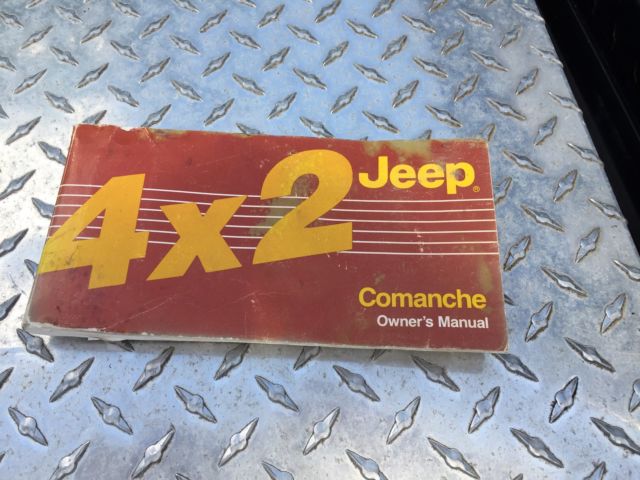 4x2
Jeep®
Comanche
Owner's Manual